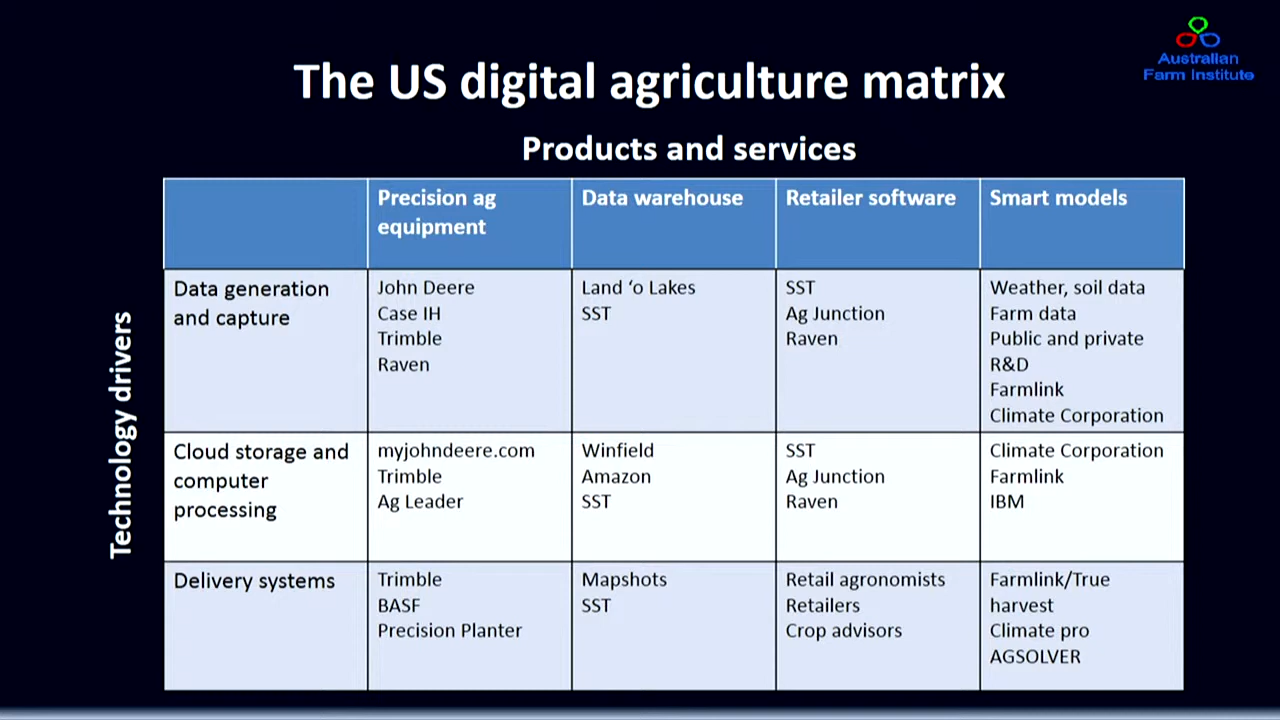 Australian
Farm Institute
The US digital agriculture matrix
Products and services
Technology drivers
Precision ag
equipment
Data warehouse
Retailer software
Smart models
Data generation
and capture
John Deere
Case IH
Trimble
Raven
Land ‘o Lakes
SST
SST
Ag Junction
Raven
Weather, soil data
Farm data
Public and private
R&D
Farmlink
Climate Corporation
Cloud storage and
computer
processing
myjohndeere.com
Trimble
Ag Leader
Winfield
Amazon
SST
SST
Ag Junction
Raven
Climate Corporation
Farmlink
IBM
Delivery systems
Trimble
BASF
Precision Planter
Mapshots
SST
Retail agronomists
Retailers
Crop advisors
Farmlink/True
harvest
Climate pro
AGSOLVER